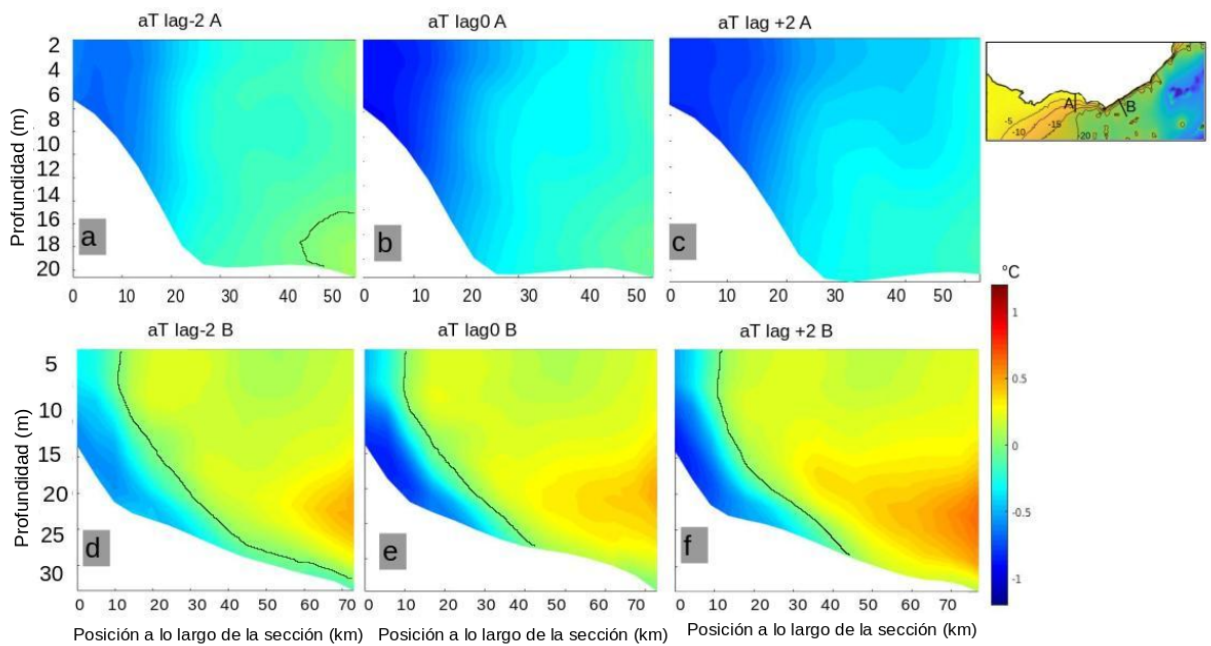 aT lag-2 A
aT lag0 A
aT lag +2 A
Profundidad (m)
2
4
6
8
10
12
14
16
18
20
a
b
c
0 10 20 30 40 50
0 10 20 30 40 50
0 10 20 30 40 50
A
B
-5
-10
-15
-20
°C
1
0.5
0
-0.5
-1
aT lag-2 B
aT lag0 B
aT lag +2 B
Profundidad (m)
5
10
15
20
25
30
d
e
f
0 10 20 30 40 50 60 70
0 10 20 30 40 50 60 70
0 10 20 30 40 50 60 70
Posición a lo largo de la sección (km)
Posición a lo largo de la sección (km)
Posición a lo largo de la sección (km)